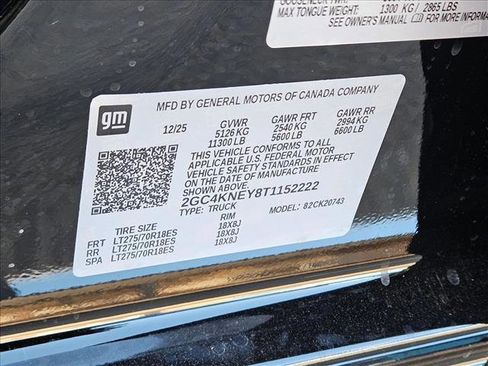 GOOSENECK TWR:
MAX TONGUE WEIGHT: 1300 KG / 2865 LBS
SEE OWNER'S MANUAL FOR MORE INFORMATION
gm
MFD BY GENERAL MOTORS OF CANADA COMPANY
12/25 GVWR GAWR FRT GAWR RR
5126 KG 2540 KG 2994 KG
11300 LB 5600 LB 6600 LB
THIS VEHICLE CONFORMS TO ALL
APPLICABLE U.S. FEDERAL MOTOR
VEHICLE SAFETY STANDARDS IN EFFECT
ON THE DATE OF MANUFACTURE
SHOWN ABOVE
2GC4KNEY8T1152222
TYPE: TRUCK MODEL: 82CK20743
TIRE SIZE RIM
FRT LT275/70R18ES 18X8J
RR LT275/70R18ES 18X8J
SPA LT275/70R18ES 18X8J